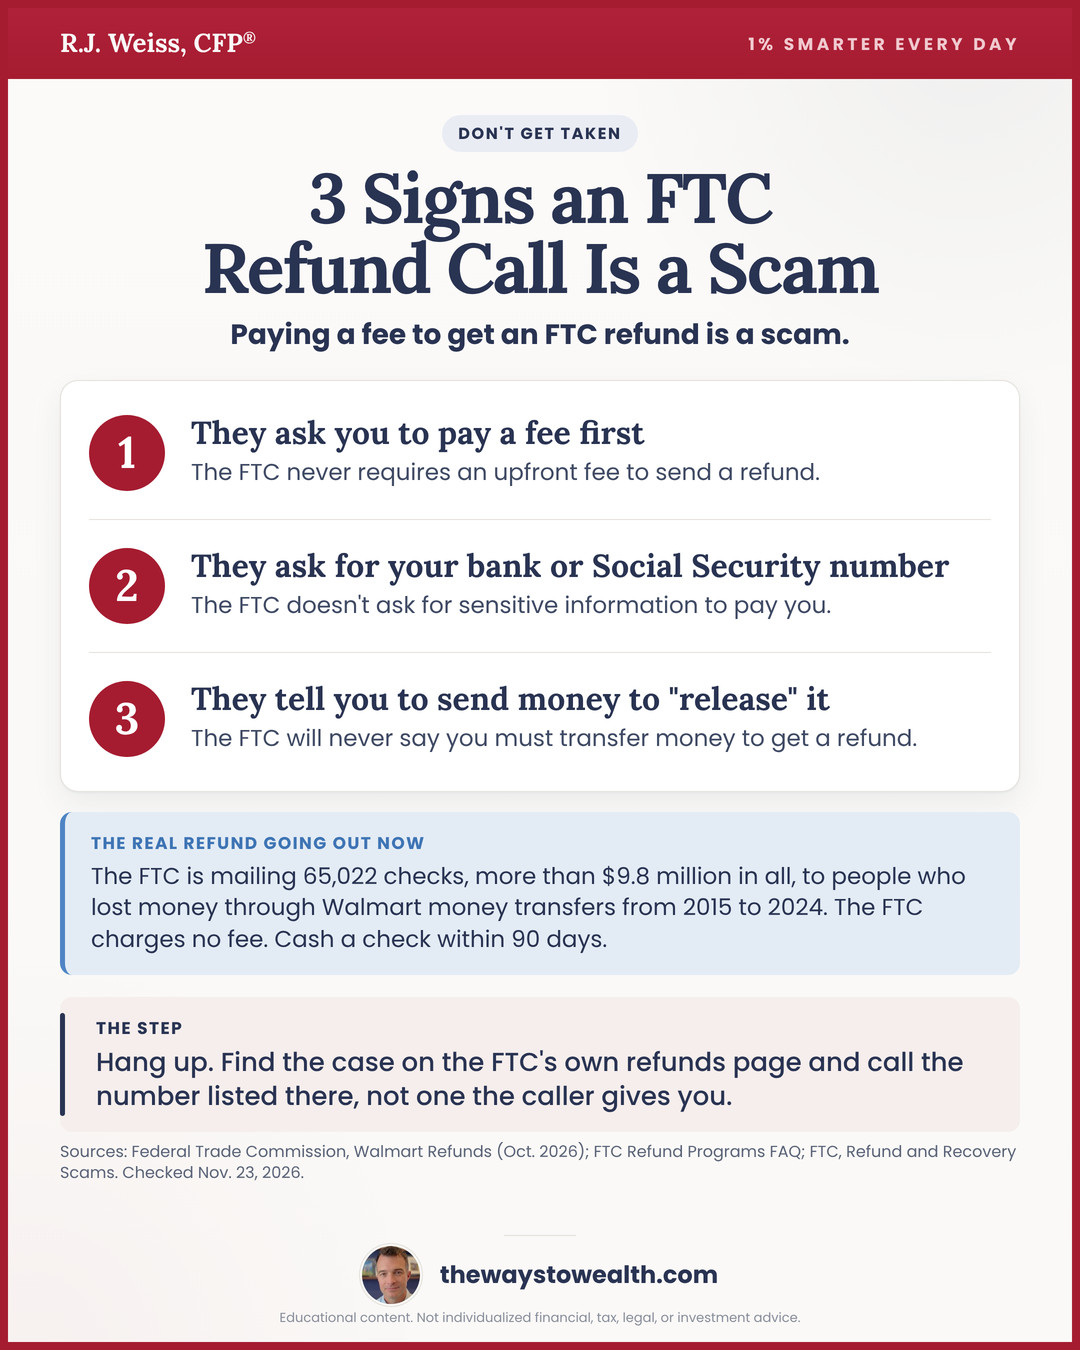 R.J. Weiss, CFP®
1% SMARTER EVERY DAY
DON'T GET TAKEN
3 Signs an FTC
Refund Call Is a Scam
Paying a fee to get an FTC refund is a scam.
1
They ask you to pay a fee first
The FTC never requires an upfront fee to send a refund.
2
They ask for your bank or Social Security number
The FTC doesn't ask for sensitive information to pay you.
3
They tell you to send money to "release" it
The FTC will never say you must transfer money to get a refund.
THE REAL REFUND GOING OUT NOW
The FTC is mailing 65,022 checks, more than $9.8 million in all, to people who
lost money through Walmart money transfers from 2015 to 2024. The FTC
charges no fee. Cash a check within 90 days.
THE STEP
Hang up. Find the case on the FTC's own refunds page and call the
number listed there, not one the caller gives you.
Sources: Federal Trade Commission, Walmart Refunds (Oct. 2026); FTC Refund Programs FAQ; FTC, Refund and Recovery
Scams. Checked Nov. 23, 2026.
thewaystowealth.com
Educational content. Not individualized financial, tax, legal, or investment advice.